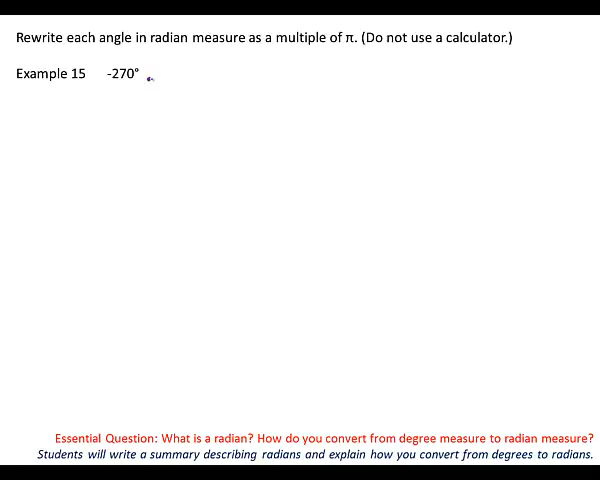 Rewrite each angle in radian measure as a multiple of π. (Do not use a calculator.)
Example 15 -270°
Essential Question: What is a radian? How do you convert from degree measure to radian measure?
Students will write a summary describing radians and explain how you convert from degrees to radians.